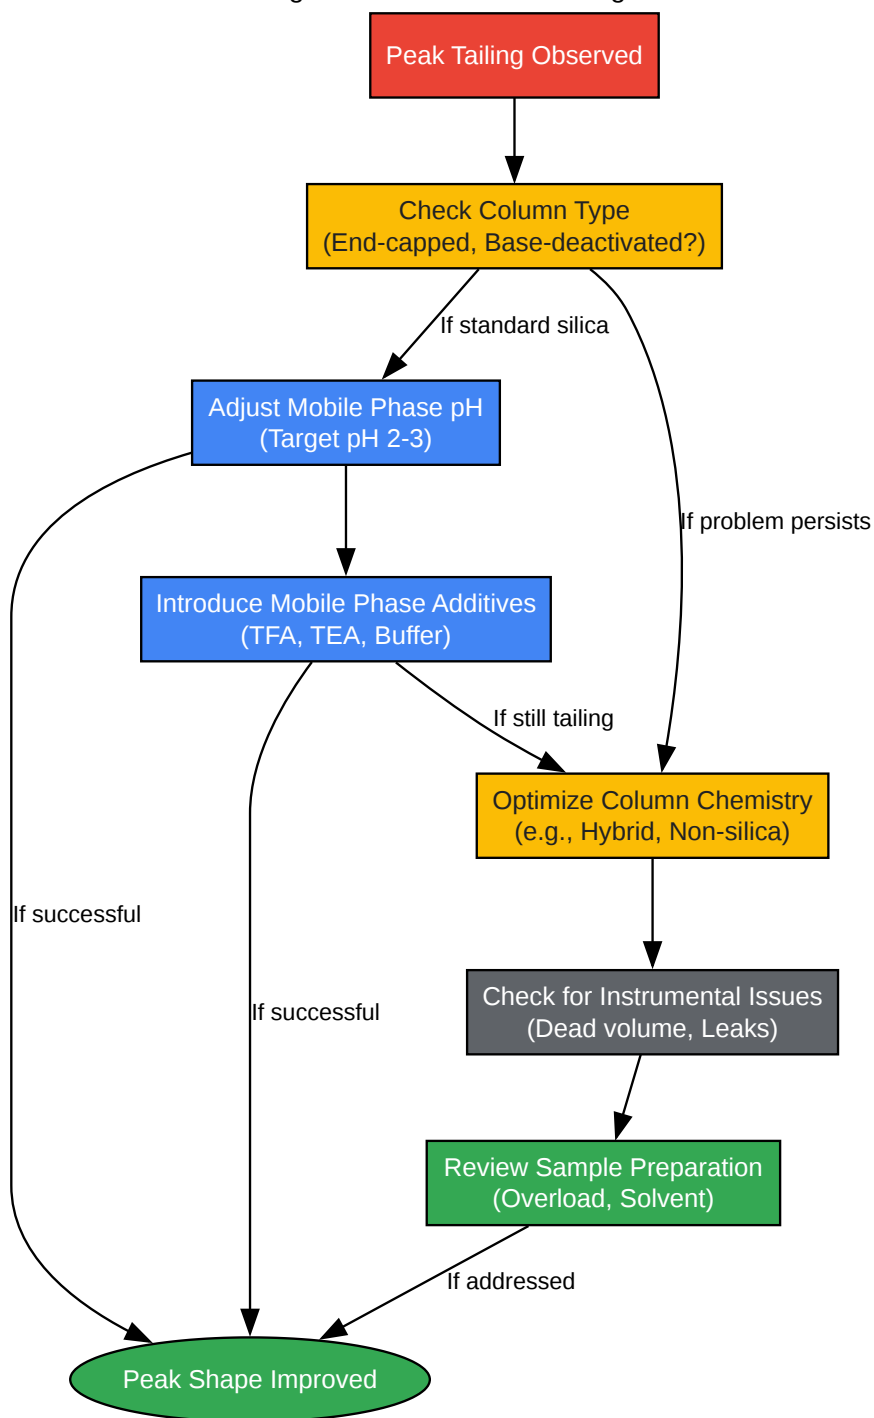 Peak Tailing Observed
Check Column Type
(End-capped, Base-deactivated?)
If standard silica
Adjust Mobile Phase pH
(Target pH 2-3)
If problem persists
Introduce Mobile Phase Additives
(TFA, TEA, Buffer)
If still tailing
Optimize Column Chemistry
(e.g., Hybrid, Non-silica)
If successful
Check for Instrumental Issues
(Dead volume, Leaks)
If successful
Review Sample Preparation
(Overload, Solvent)
If addressed
Peak Shape Improved